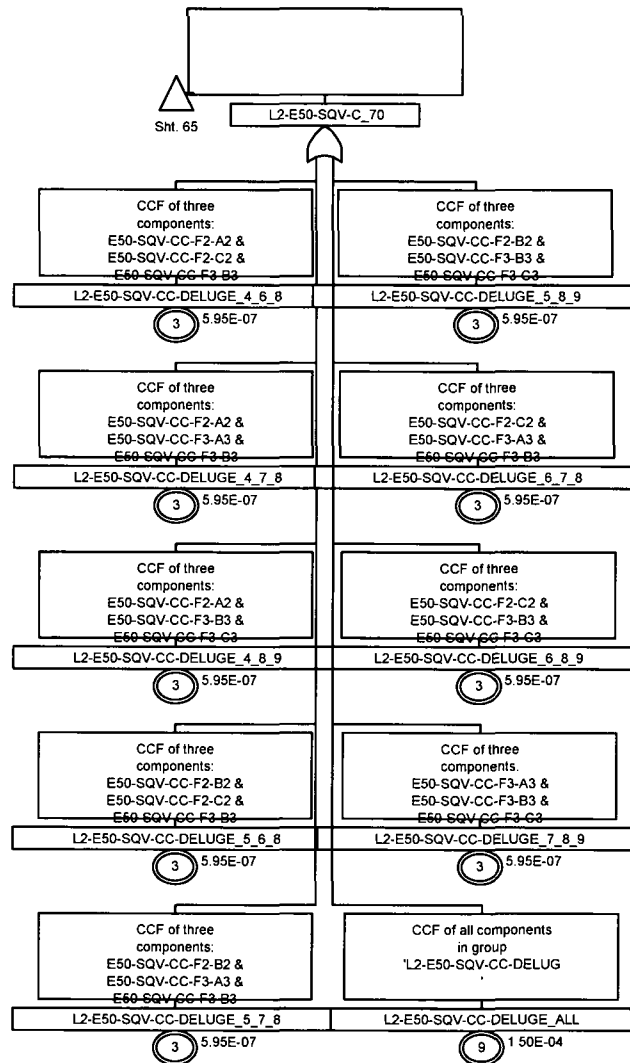 Sht. 65
L2-E50-SQV-C_70
CCF of three
components:
E50-SQV-CC-F2-A2 &
E50-SQV-CC-F2-C2 &
E50-SQV-CC-F3-B3
L2-E50-SQV-CC-DELUGE_4_6_8
3
5.95E-07
CCF of three
components:
E50-SQV-CC-F2-B2 &
E50-SQV-CC-F3-B3 &
E50-SQV-CC-F3-C3
L2-E50-SQV-CC-DELUGE_5_8_9
3
5.95E-07
CCF of three
components:
E50-SQV-CC-F2-A2 &
E50-SQV-CC-F3-A3 &
E50-SQV-CC-F3-B3
L2-E50-SQV-CC-DELUGE_4_7_8
3
5.95E-07
CCF of three
components:
E50-SQV-CC-F2-C2 &
E50-SQV-CC-F3-A3 &
E50-SQV-CC-F3-B3
L2-E50-SQV-CC-DELUGE_6_7_8
3
5.95E-07
CCF of three
components:
E50-SQV-CC-F2-A2 &
E50-SQV-CC-F3-B3 &
E50-SQV-CC-F3-C3
L2-E50-SQV-CC-DELUGE_4_8_9
3
5.95E-07
CCF of three
components:
E50-SQV-CC-F2-C2 &
E50-SQV-CC-F3-B3 &
E50-SQV-CC-F3-C3
L2-E50-SQV-CC-DELUGE_6_8_9
3
5.95E-07
CCF of three
components:
E50-SQV-CC-F2-B2 &
E50-SQV-CC-F2-C2 &
E50-SQV-CC-F3-B3
L2-E50-SQV-CC-DELUGE_5_6_8
3
5.95E-07
CCF of three
components.
E50-SQV-CC-F3-A3 &
E50-SQV-CC-F3-B3 &
E50-SQV-CC-F3-C3
L2-E50-SQV-CC-DELUGE_7_8_9
3
5.95E-07
CCF of three
components:
E50-SQV-CC-F2-B2 &
E50-SQV-CC-F3-A3 &
E50-SQV-CC-F3-B3
L2-E50-SQV-CC-DELUGE_5_7_8
3
5.95E-07
CCF of all components
in group
'L2-E50-SQV-CC-DELUG
'
L2-E50-SQV-CC-DELUGE_ALL
9
1 50E-04